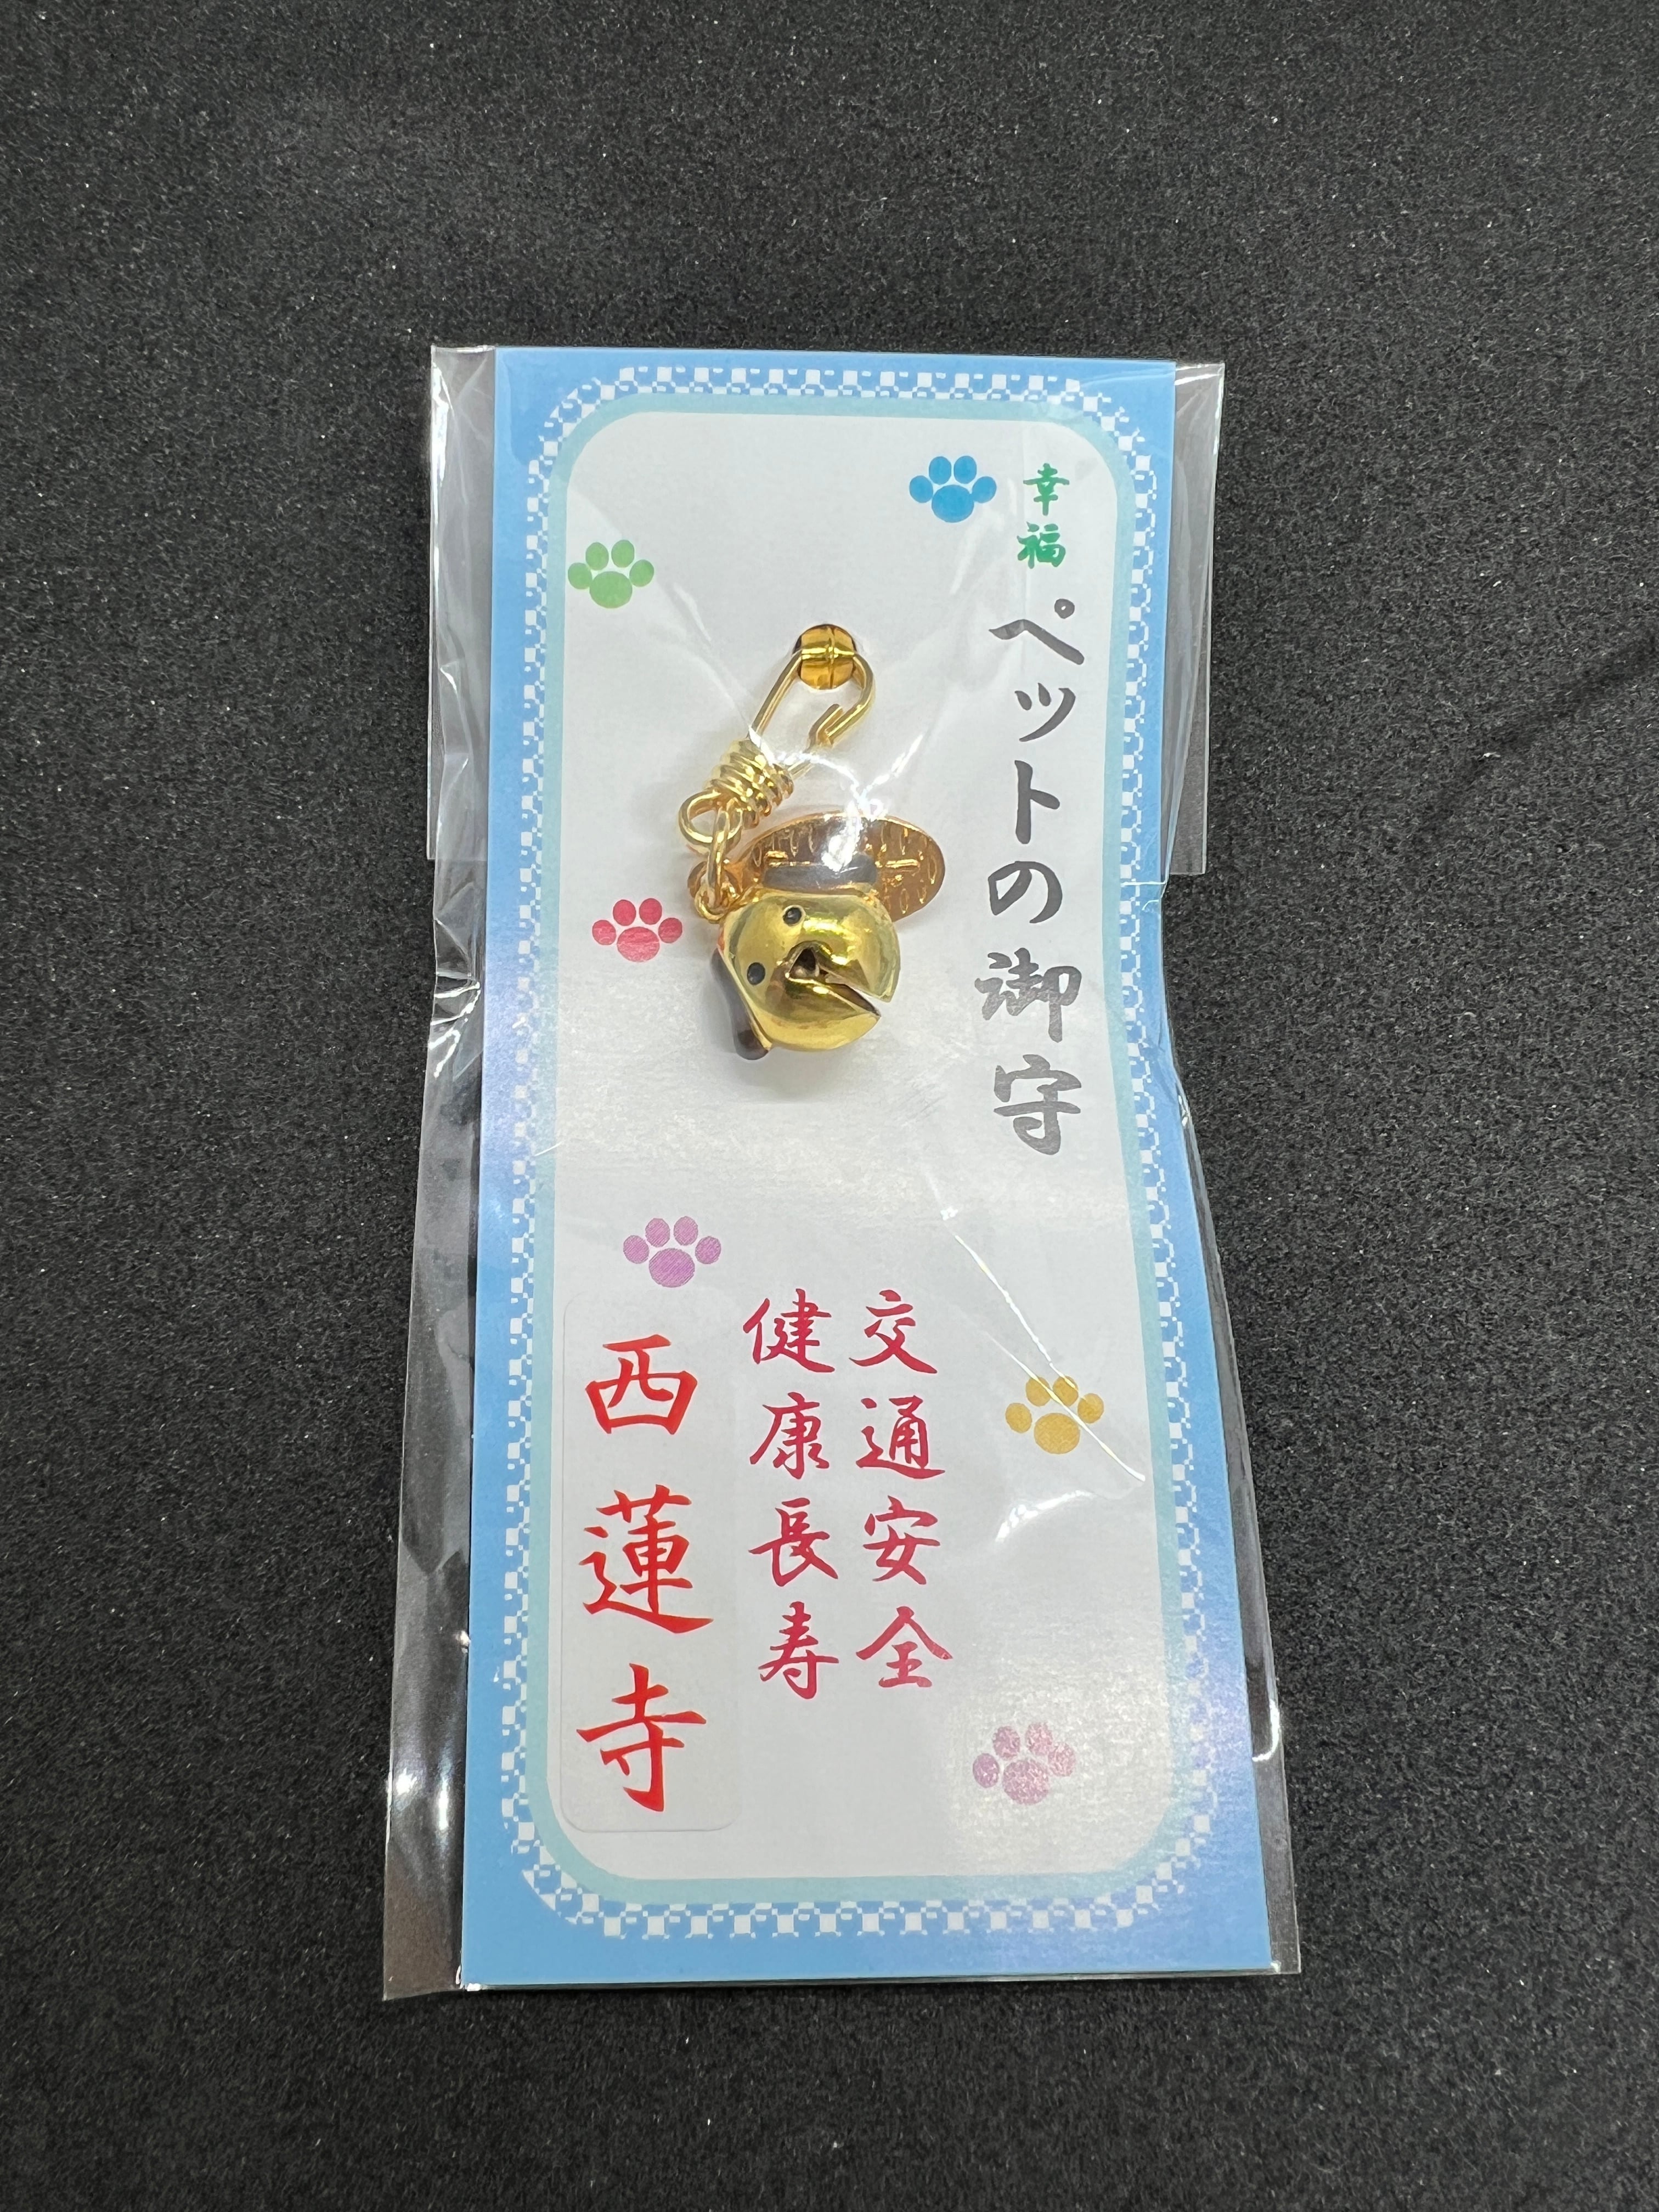 幸福
ペットの御守
交通安全
健康長寿
西蓮寺